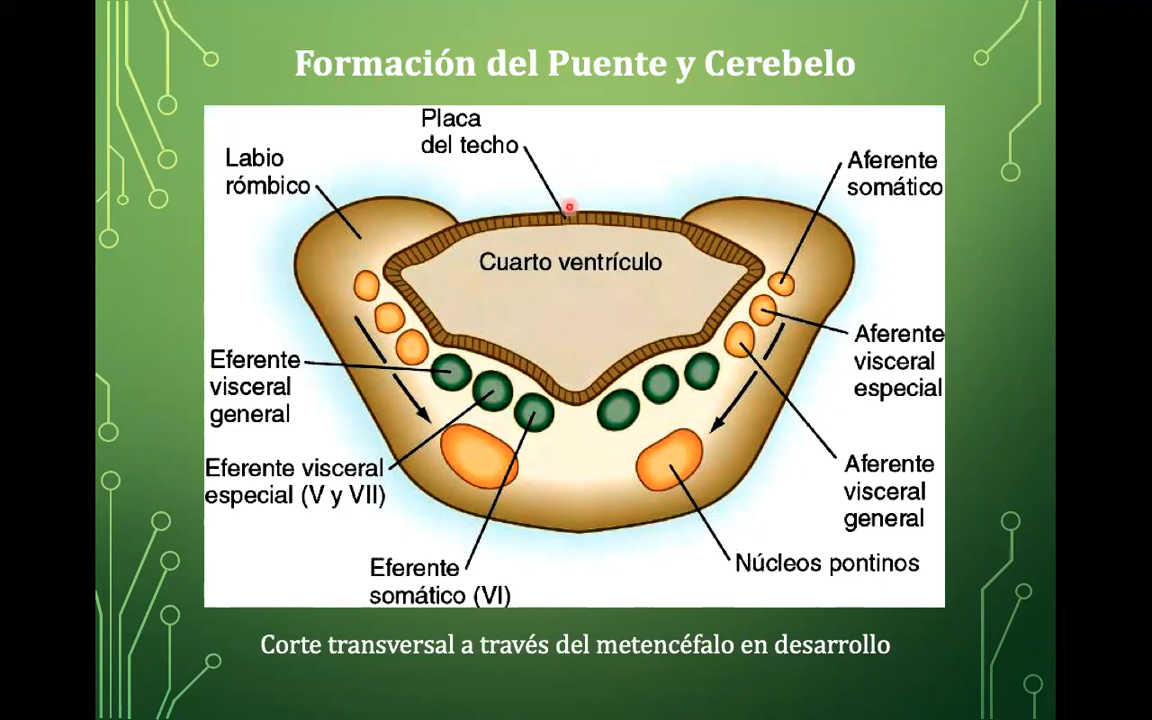 Formación del Puente y Cerebelo
Placa
del techo
Labio
rómbico
Aferente
somático
Cuarto ventrículo
Eferente
visceral
general
Aferente
visceral
especial
Eferente visceral
especial (V y VII)
Aferente
visceral
general
Eferente
somático (VI)
Núcleos pontinos
Corte transversal a través del metencéfalo en desarrollo